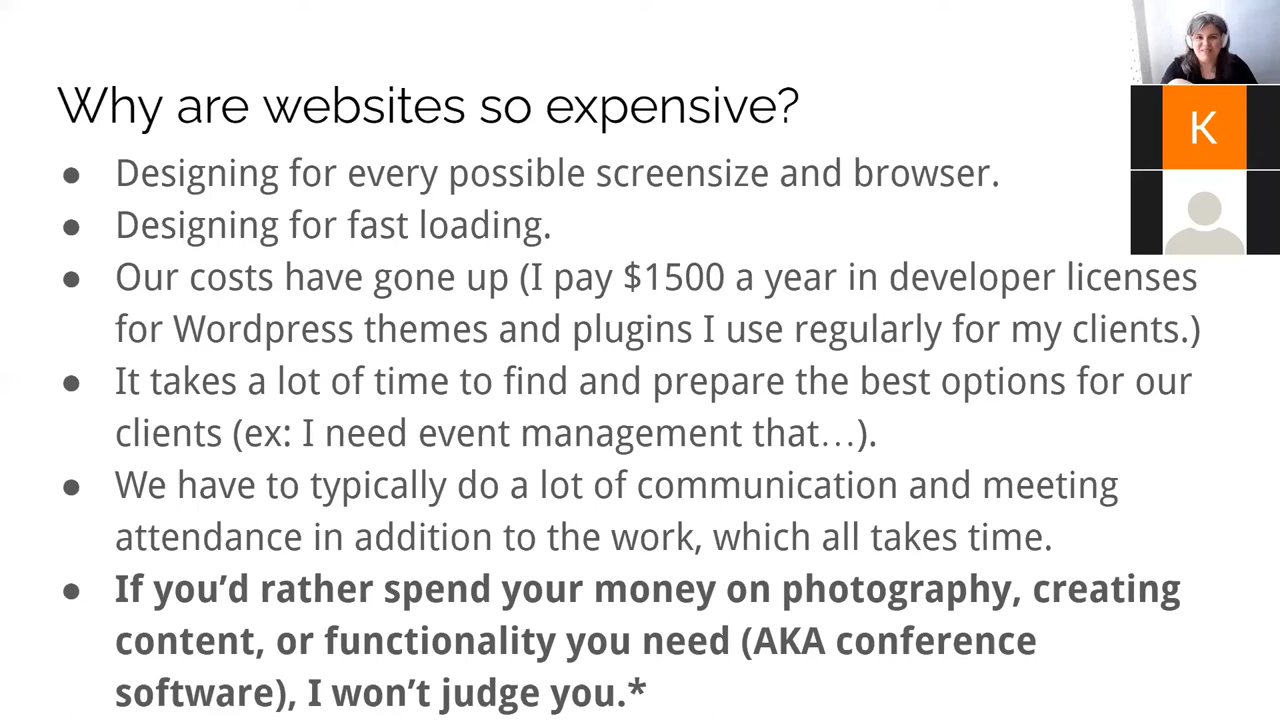 Why are websites so expensive?
● Designing for every possible screensize and browser.
● Designing for fast loading.
● Our costs have gone up (I pay $1500 a year in developer licenses
for Wordpress themes and plugins I use regularly for my clients.)
● It takes a lot of time to find and prepare the best options for our
clients (ex: I need event management that…).
● We have to typically do a lot of communication and meeting
attendance in addition to the work, which all takes time.
● If you’d rather spend your money on photography, creating
content, or functionality you need (AKA conference
software), I won’t judge you.*
K